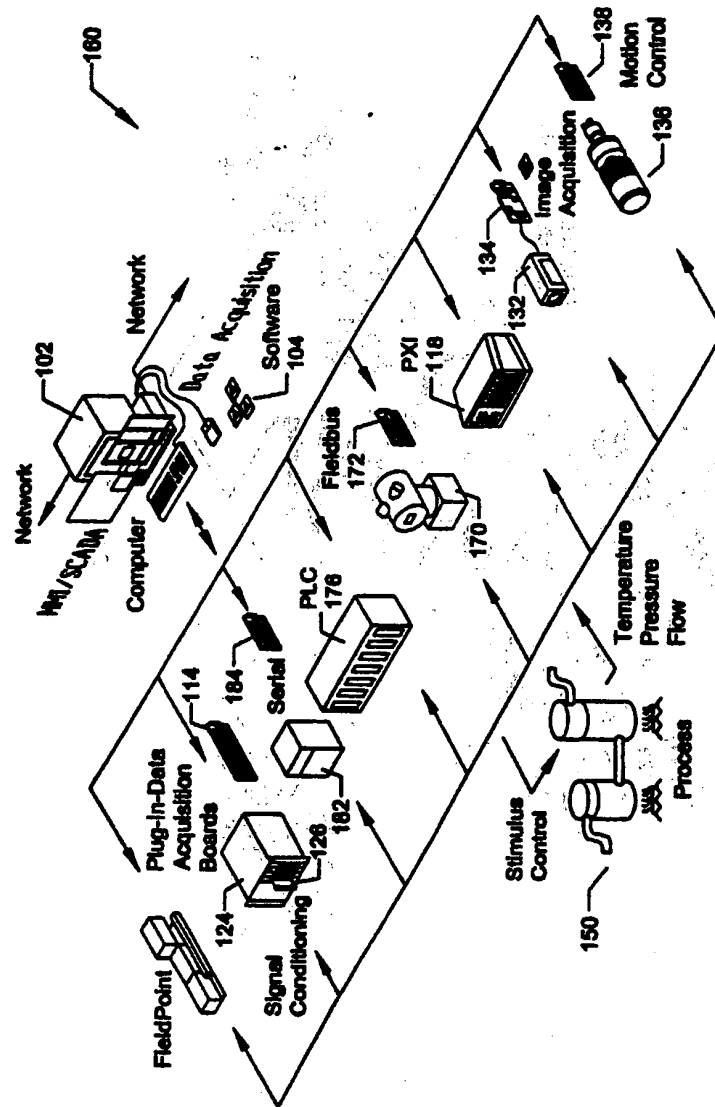 160
Network
102
Network
MMI/SCADA
Computer
Data Acquisition
Software
104
138
Motion
Control
136
Image
Acquisition
134
132
PXI
118
Fieldbus
172
170
PLC
176
184
Serial
114
Plug-In-Data
Acquisition
Boards
182
124
126
Signal
Conditioning
FieldPoint
Temperature
Pressure
Flow
Stimulus
Control
Process
150